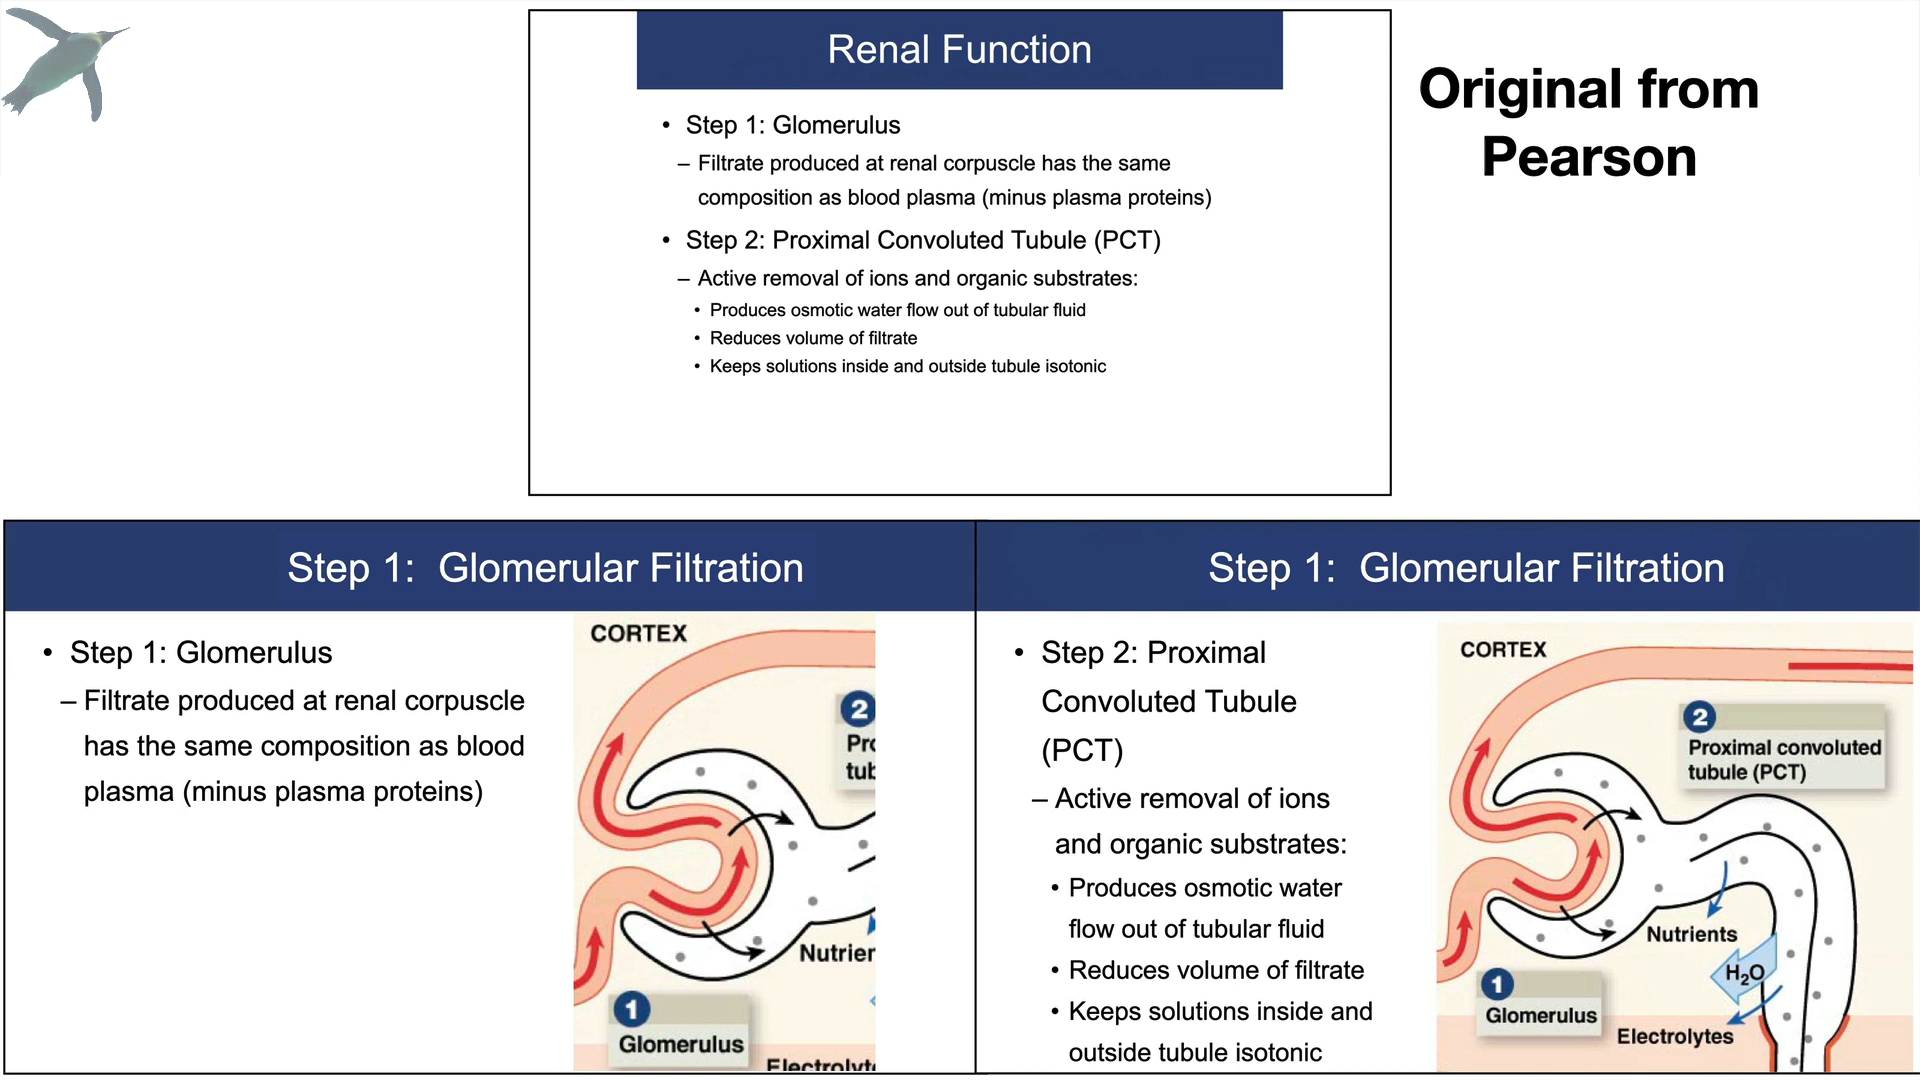 Renal Function
Original from
Pearson
• Step 1: Glomerulus
– Filtrate produced at renal corpuscle has the same
composition as blood plasma (minus plasma proteins)
• Step 2: Proximal Convoluted Tubule (PCT)
– Active removal of ions and organic substrates:
• Produces osmotic water flow out of tubular fluid
• Reduces volume of filtrate
• Keeps solutions inside and outside tubule isotonic
Step 1: Glomerular Filtration
• Step 1: Glomerulus
– Filtrate produced at renal corpuscle
has the same composition as blood
plasma (minus plasma proteins)
CORTEX
2
Pro
tub
Nutrien
1
Glomerulus
Electrolyt
Step 1: Glomerular Filtration
• Step 2: Proximal
Convoluted Tubule
(PCT)
– Active removal of ions
and organic substrates:
• Produces osmotic water
flow out of tubular fluid
• Reduces volume of filtrate
• Keeps solutions inside and
outside tubule isotonic
CORTEX
2
Proximal convoluted
tubule (PCT)
Nutrients
H₂O
1
Glomerulus
Electrolytes